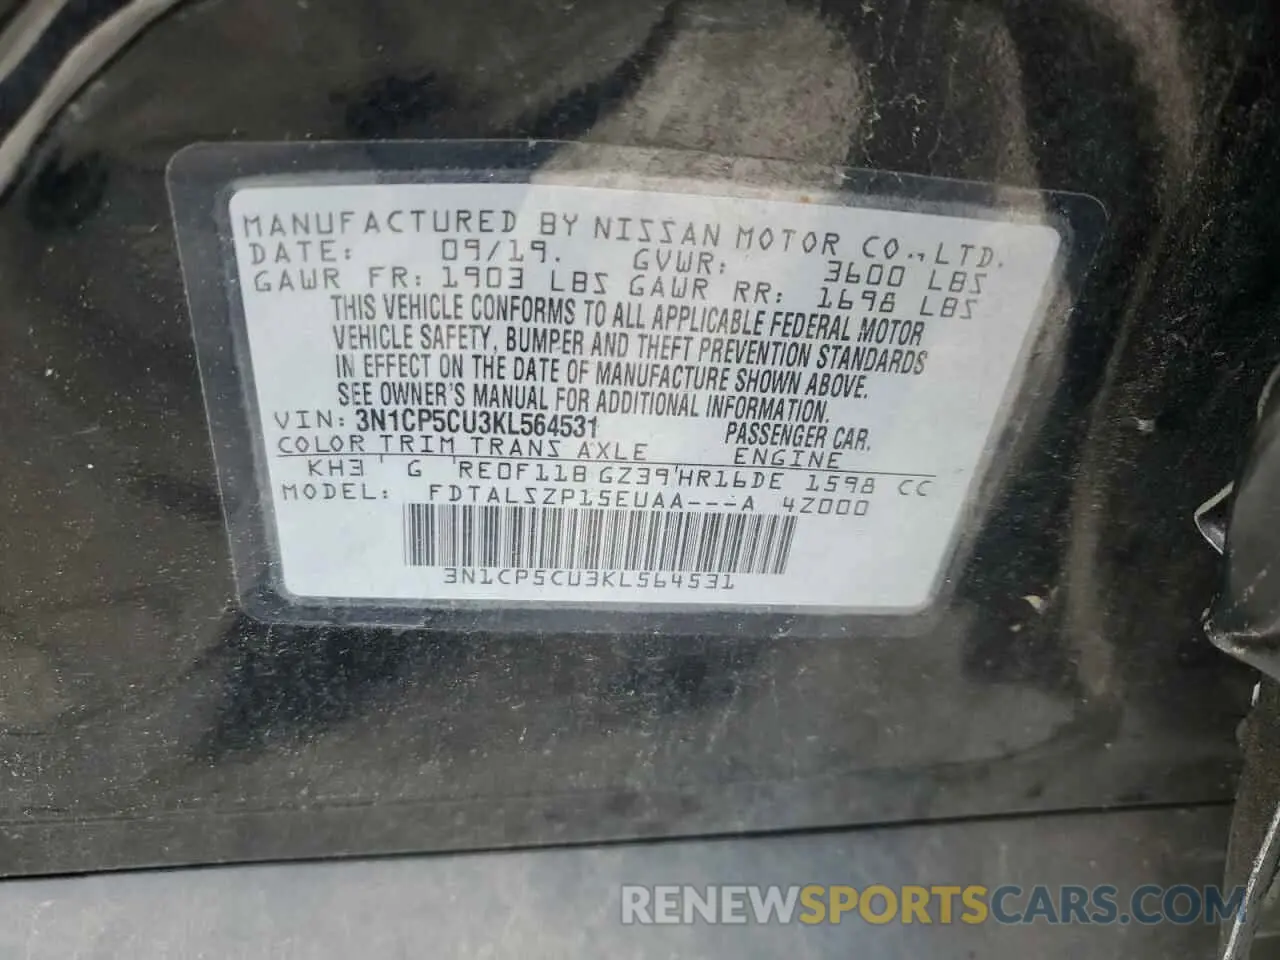 MANUFACTURED BY NISSAN MOTOR CO.,LTD.
DATE: 09/19. GVWR: 3600 LBS
GAWR FR: 1903 LBS GAWR RR: 1698 LBS
THIS VEHICLE CONFORMS TO ALL APPLICABLE FEDERAL MOTOR
VEHICLE SAFETY, BUMPER AND THEFT PREVENTION STANDARDS
IN EFFECT ON THE DATE OF MANUFACTURE SHOWN ABOVE.
SEE OWNER'S MANUAL FOR ADDITIONAL INFORMATION.
VIN: 3N1CP5CU3KL564531 PASSENGER CAR.
COLOR TRIM TRANS AXLE ENGINE
KH3 ' G 'RE0F11B GZ39'HR16DE 1598 CC
MODEL: FDTALSZP15EUAA---A 4Z000
3N1CP5CU3KL564531
RENEWSPORTSCARS.COM